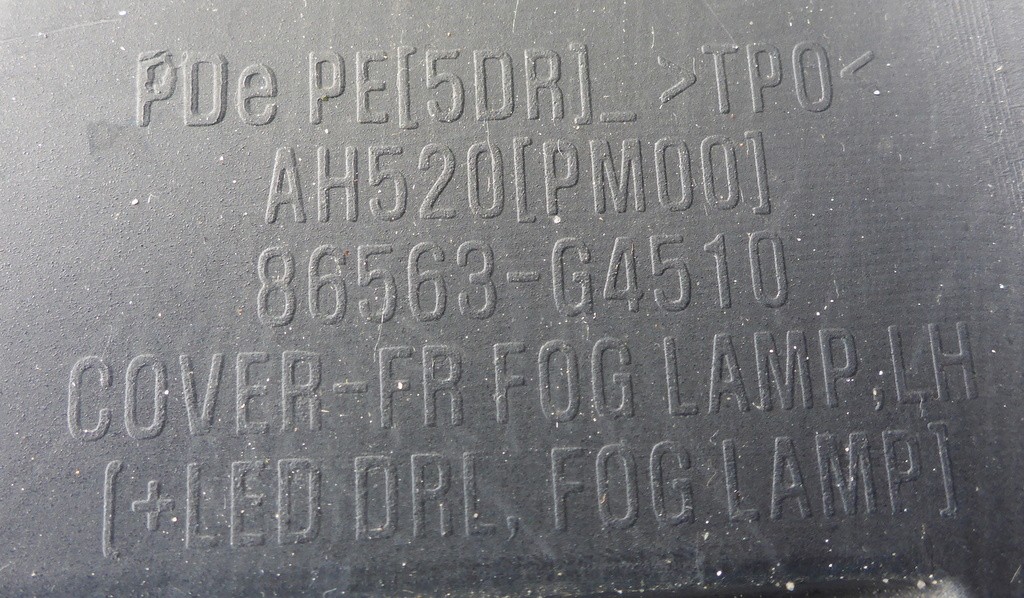 PDe PE[5DR]_ >TPO<
AH520[PM00]
86563-G4510
COVER-FR FOG LAMP,LH
[+LED DRL, FOG LAMP]